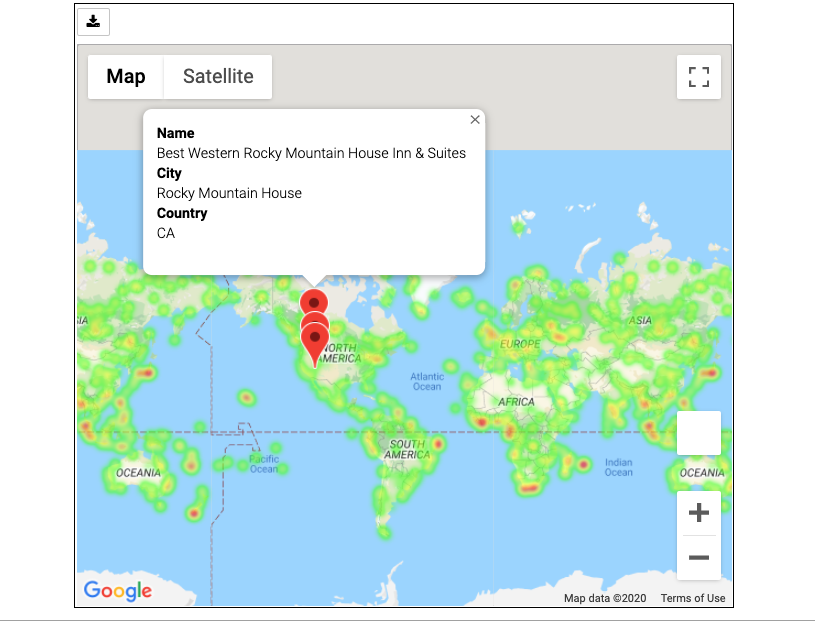 Map
Satellite
Name
Best Western Rocky Mountain House Inn & Suites
City
Rocky Mountain House
Country
CA
IA
ASIA
EUROPE
NORTH
AMERICA
Atlantic
Ocean
AFRICA
SOUTH
AMERICA
Pacific
Ocean
Indian
Ocean
OCEANIA
OCEANIA
Google
Map data ©2020
Terms of Use